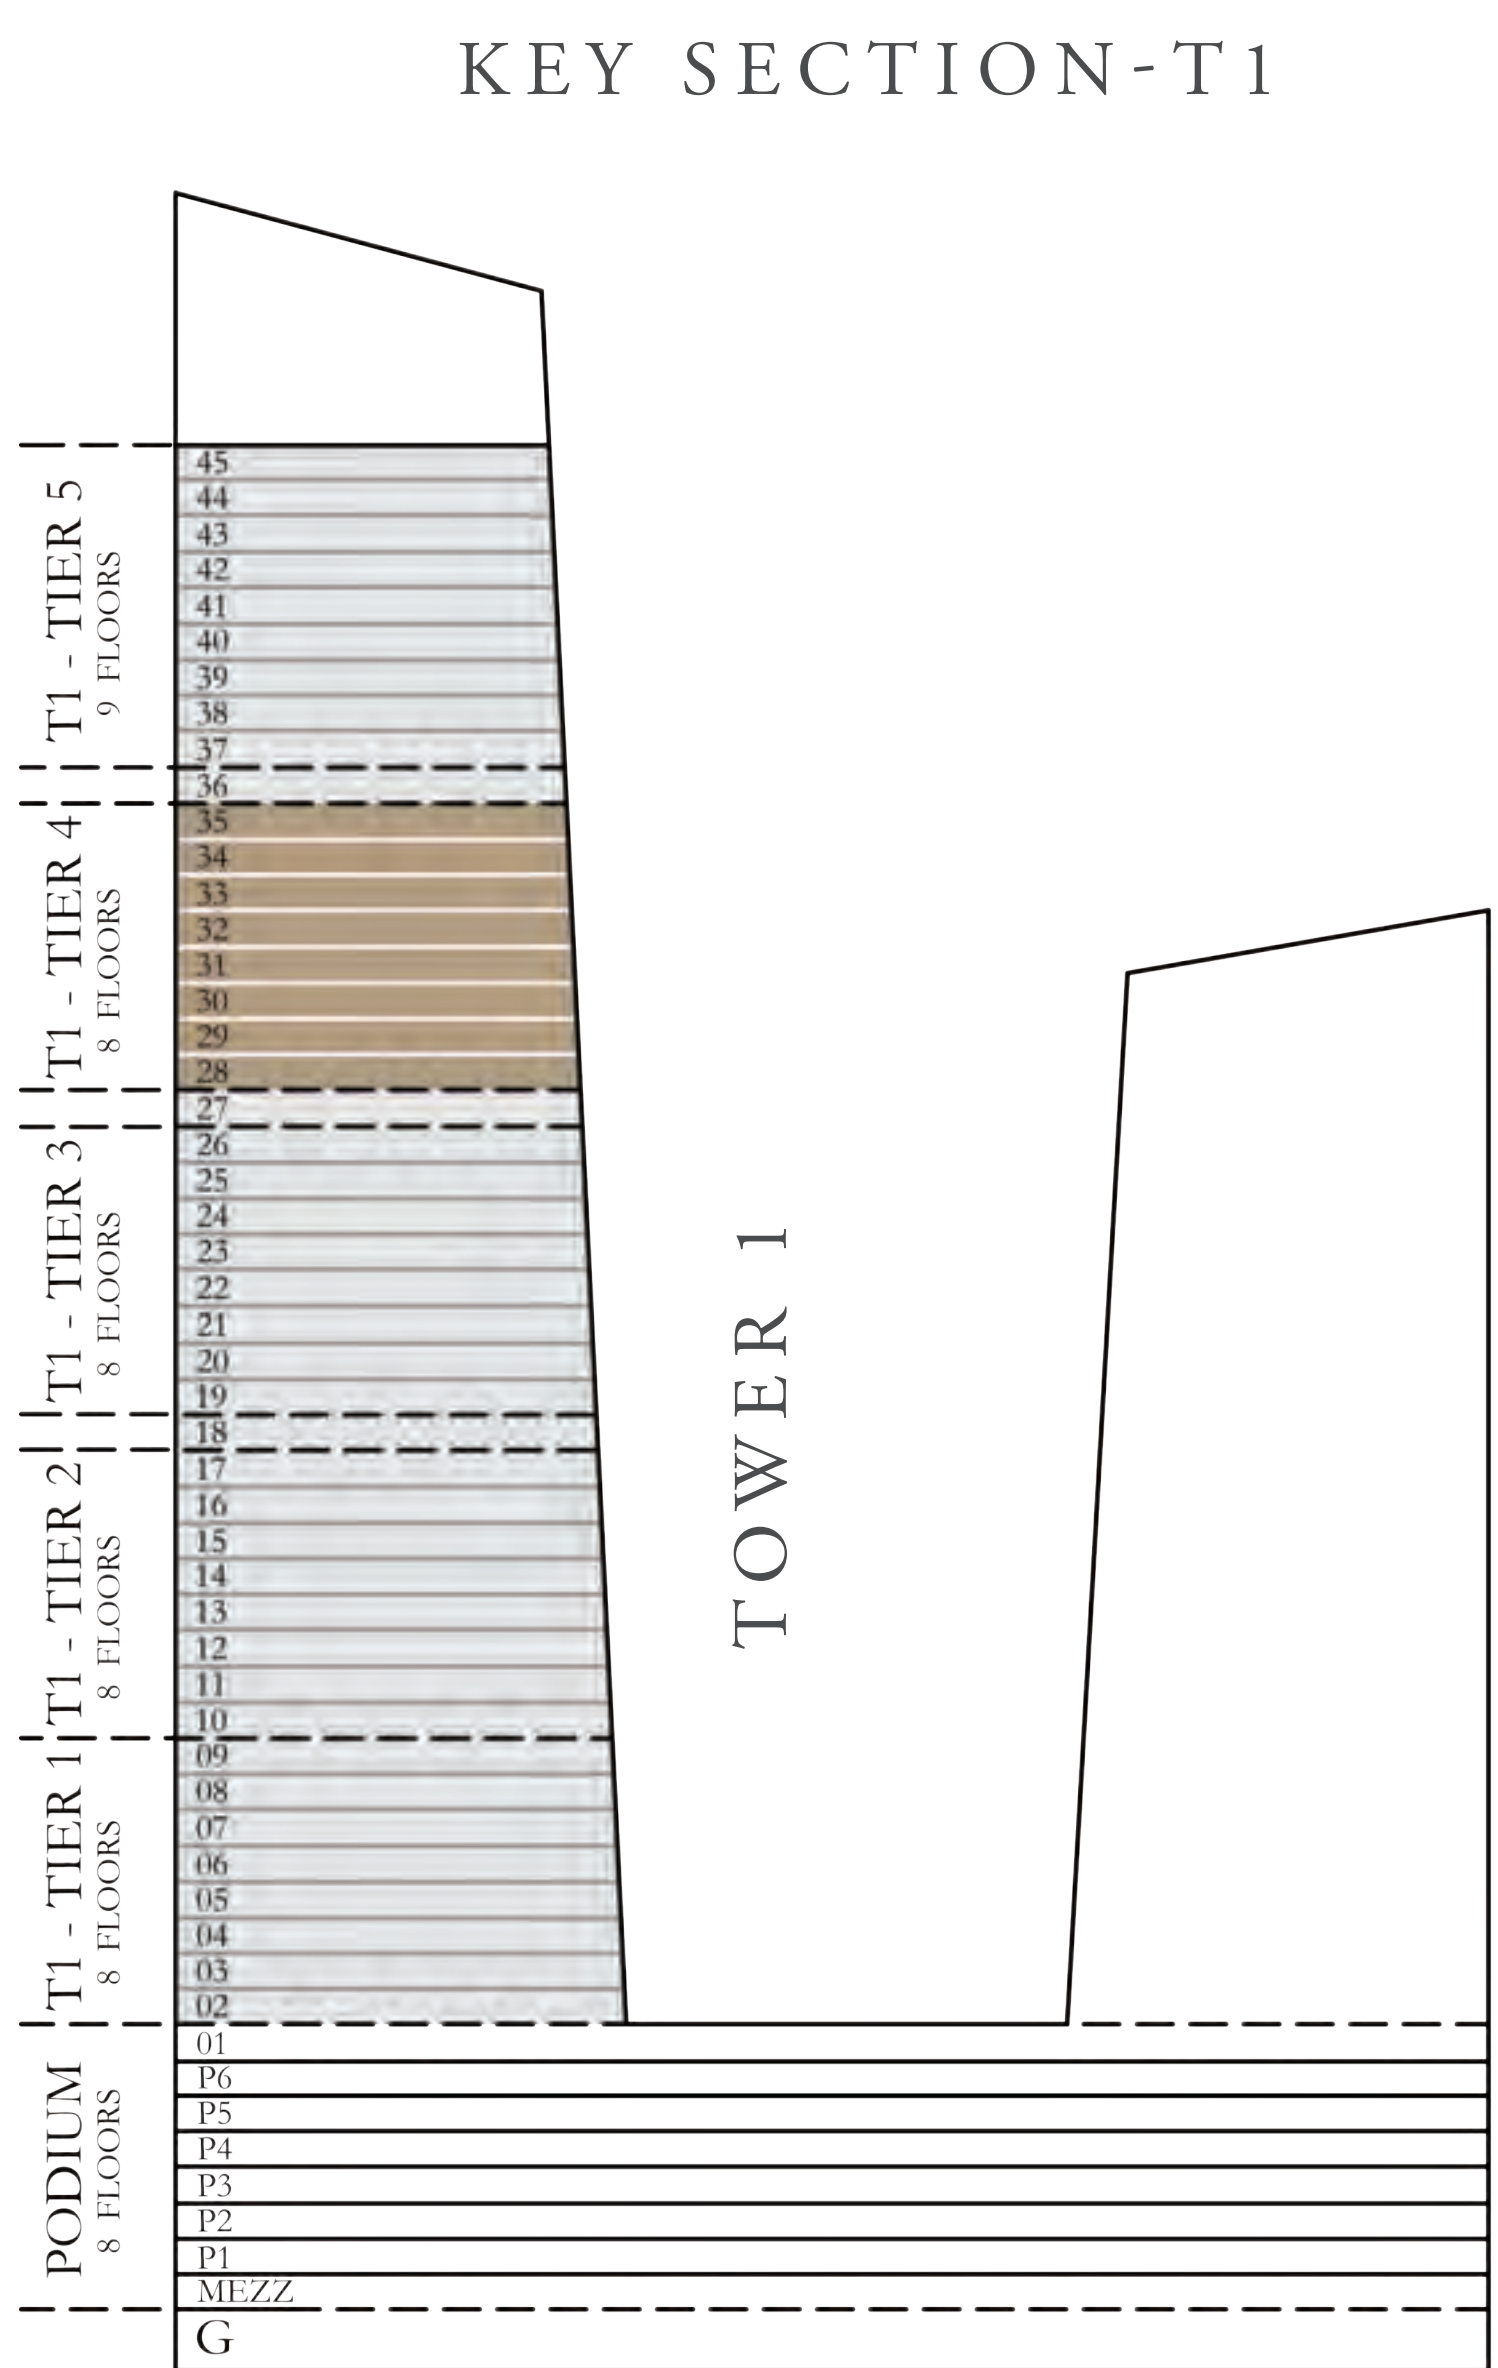 KEY SECTION-T1
T1 - TIER 5
9 FLOORS
T1 - TIER 4
8 FLOORS
T1 - TIER 3
8 FLOORS
T1 - TIER 2
8 FLOORS
T1 - TIER 1
8 FLOORS
PODIUM
8 FLOORS
45
44
43
42
41
40
39
38
37
36
35
34
33
32
31
30
29
28
27
26
25
24
23
22
21
20
19
18
17
16
15
14
13
12
11
10
09
08
07
06
05
04
03
02
01
P6
P5
P4
P3
P2
P1
MEZZ
G
TOWER 1